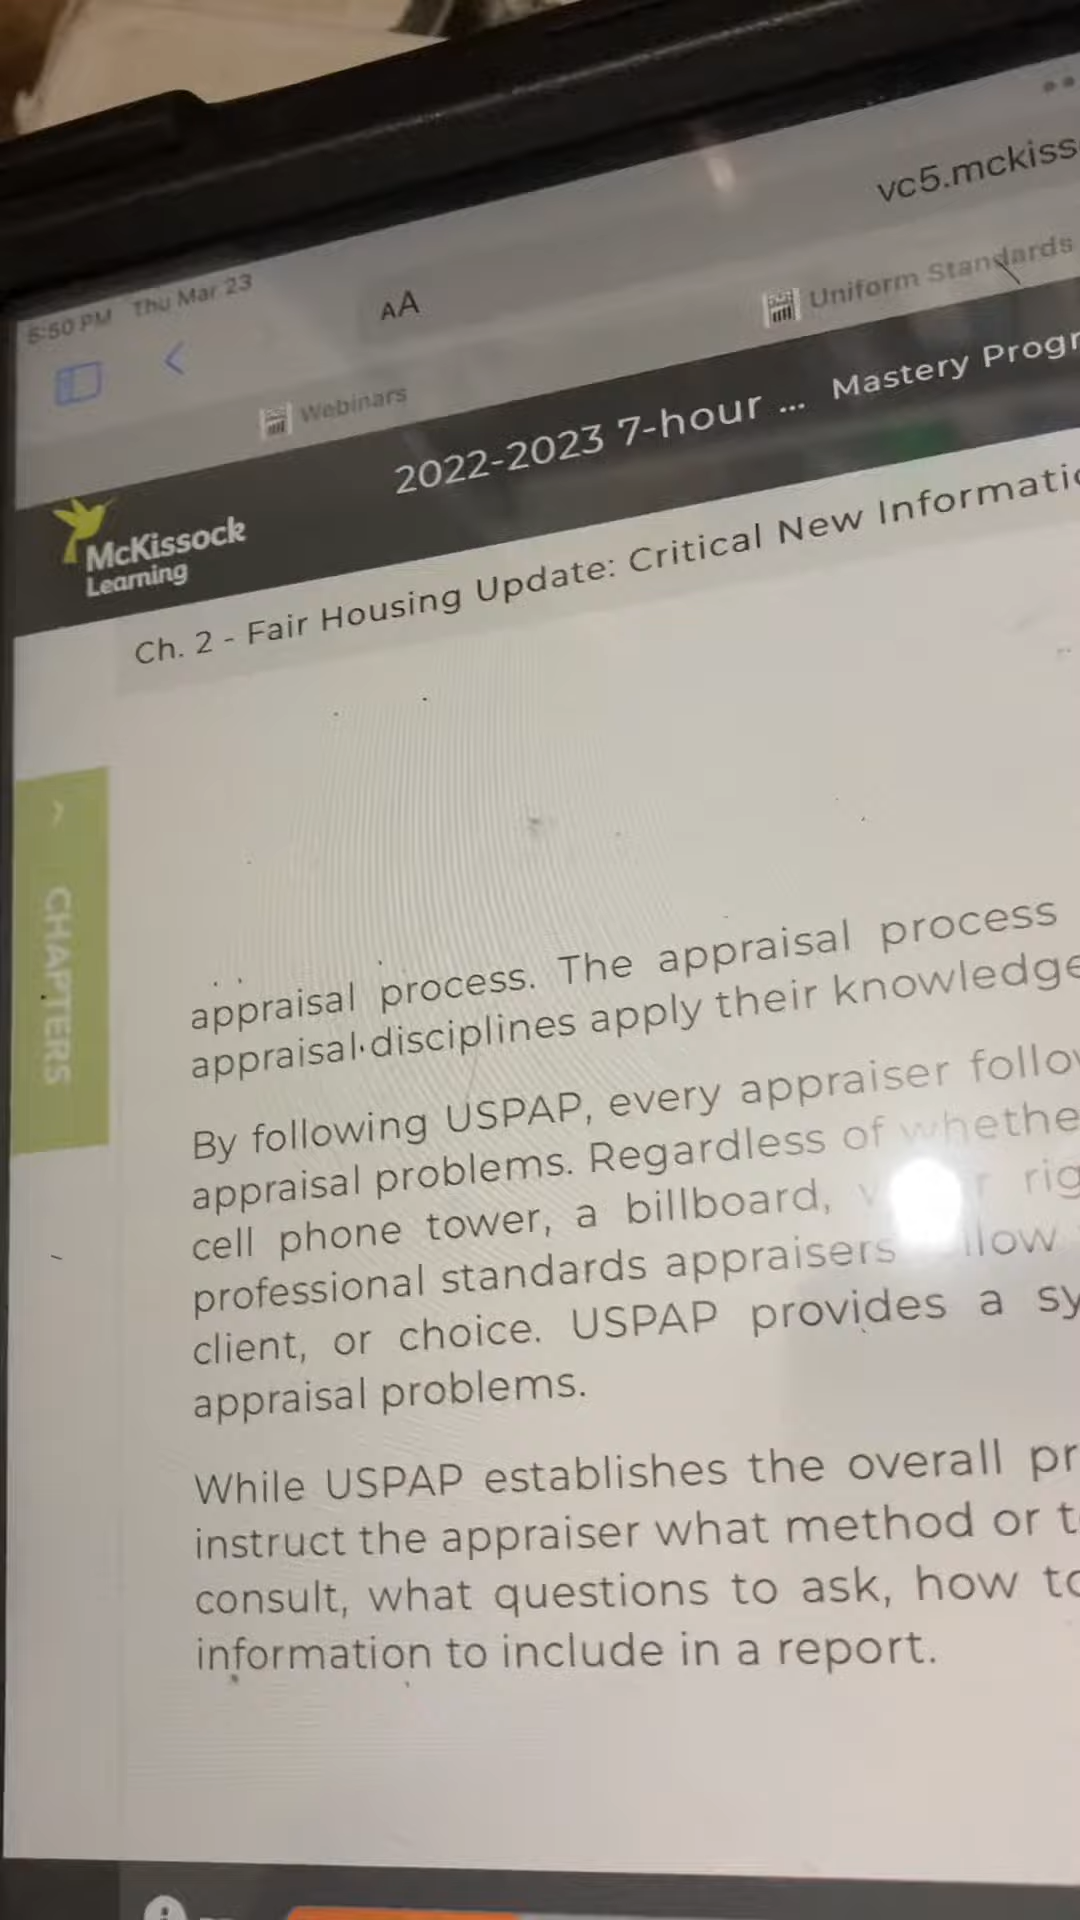 5:50 PM Thu Mar 23
AA
vc5.mckiss
Webinars
Uniform Standards
McKissock
Learning
2022-2023 7-hour ... Mastery Progr
Ch. 2 - Fair Housing Update: Critical New Informatio
CHAPTERS
appraisal process. The appraisal process
appraisal disciplines apply their knowledge
By following USPAP, every appraiser follow
appraisal problems. Regardless of whethe
cell phone tower, a billboard, rig
professional standards appraisers
client, or choice. USPAP provides a sy
appraisal problems.
While USPAP establishes the overall pr
instruct the appraiser what method or t
consult, what questions to ask, how to
information to include in a report.